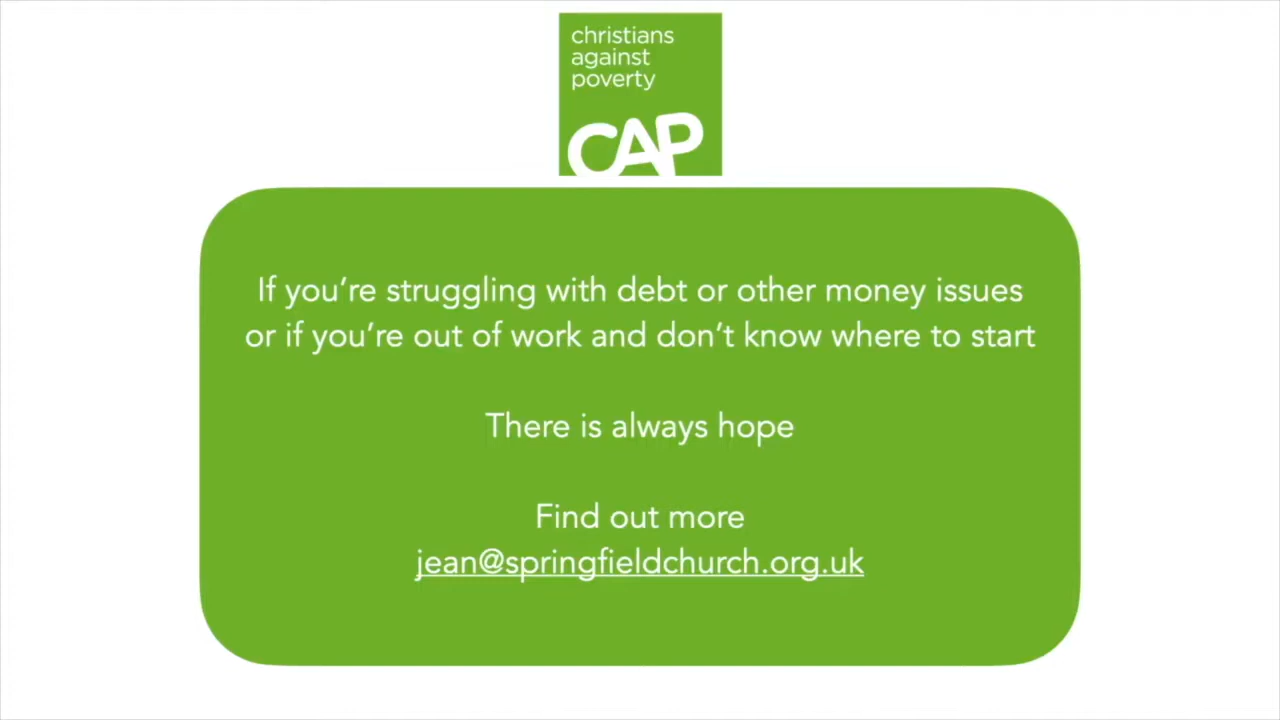 christians
against
poverty
CAP
If you’re struggling with debt or other money issues
or if you’re out of work and don’t know where to start
There is always hope
Find out more
jean@springfieldchurch.org.uk